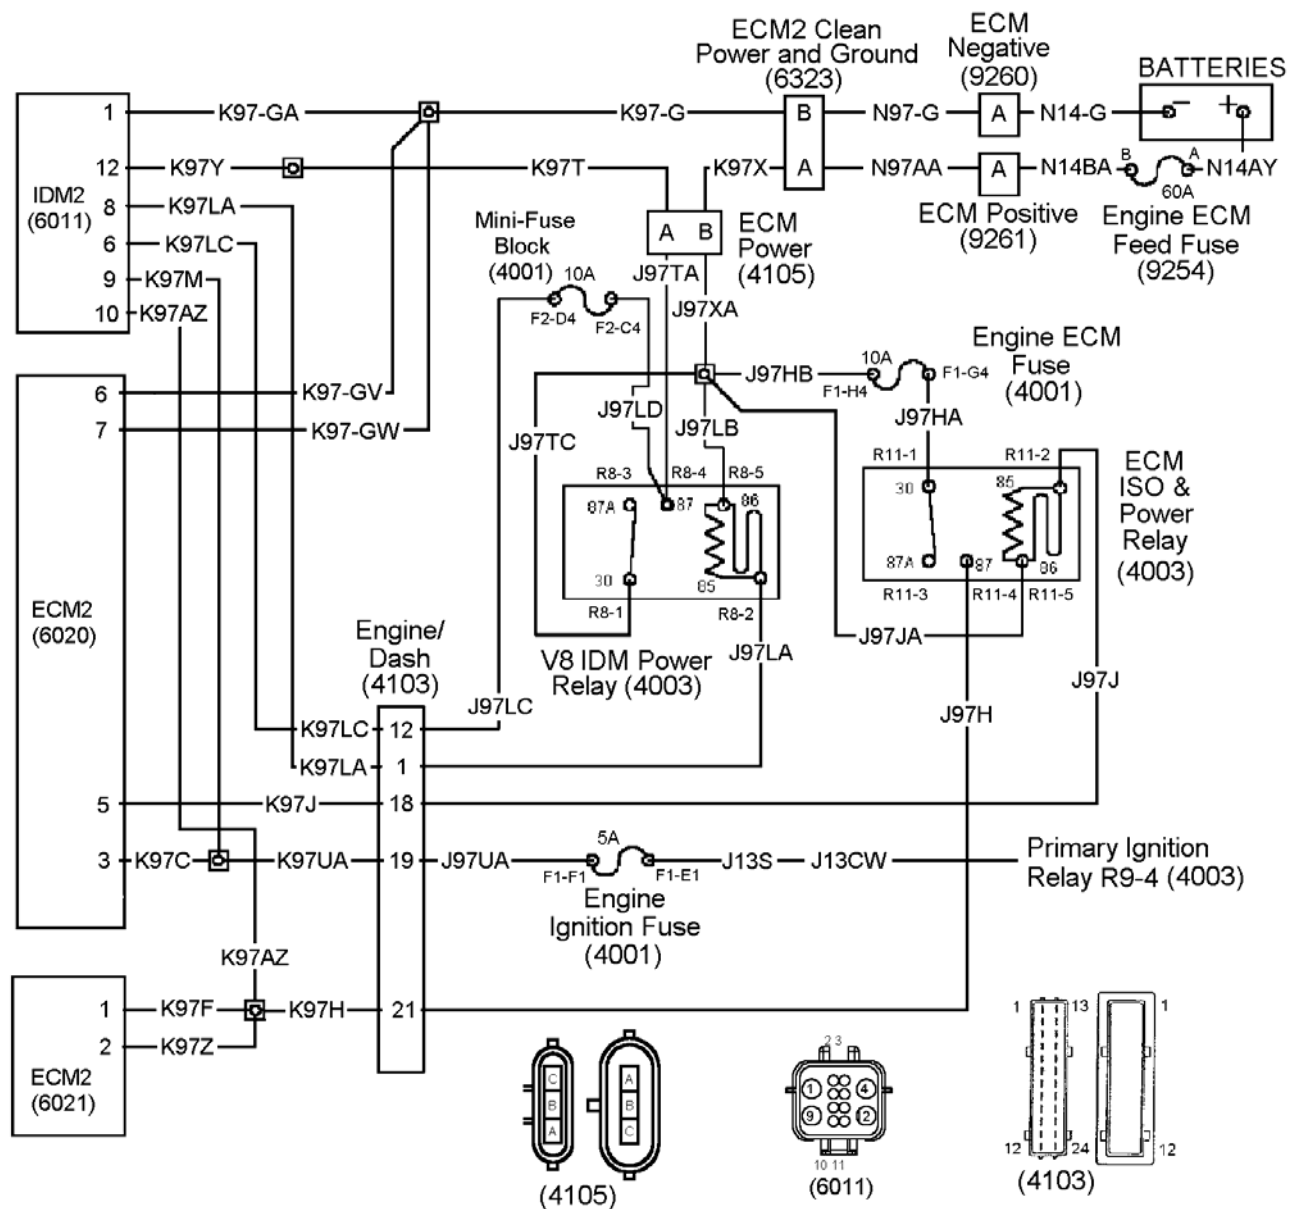 ECM2 Clean
Power and Ground
(6323)
ECM
Negative
(9260)
BATTERIES
1
K97-GA
K97-G
B
N97-G
A
N14-G
-
+
12
K97Y
K97T
K97X
A
N97AA
A
N14BA
B
A
N14AY
60A
IDM2
(6011)
8
K97LA
6
K97LC
9
K97M
10
K97AZ
Mini-Fuse
Block
(4001)
10A
F2-D4
F2-C4
A
B
ECM
Power
(4105)
ECM Positive
(9261)
Engine ECM
Feed Fuse
(9254)
J97TA
J97XA
6
K97-GV
7
K97-GW
J97HB
10A
F1-H4
F1-G4
Engine ECM
Fuse
(4001)
J97TC
J97LD
J97LB
J97HA
R8-3
R8-4
R8-5
87A
87
86
30
85
R8-1
R8-2
R11-1
R11-2
30
85
87A
87
86
R11-3
R11-4
R11-5
ECM
ISO &
Power
Relay
(4003)
ECM2
(6020)
Engine/
Dash
(4103)
V8 IDM Power
Relay (4003)
J97LA
J97JA
J97J
J97LC
J97H
K97LC
12
K97LA
1
5
K97J
18
3
K97C
K97UA
19
J97UA
5A
F1-F1
F1-E1
J13S
J13CW
Primary Ignition
Relay R9-4 (4003)
Engine
Ignition Fuse
(4001)
K97AZ
1
K97F
K97H
21
2
K97Z
ECM2
(6021)
C
B
A
A
B
C
(4105)
2 3
1
4
9
12
10 11
(6011)
1
13
12
24
1
12
(4103)